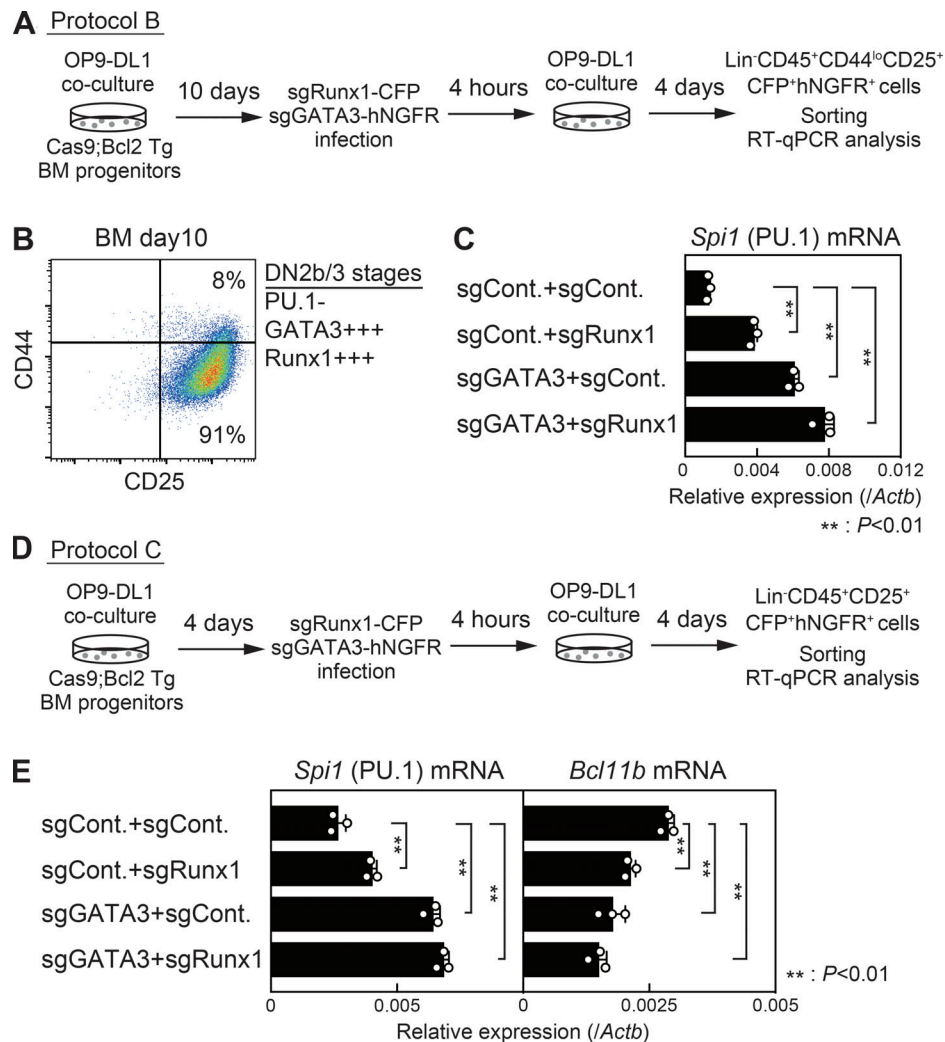 A Protocol B
OP9-DL1
co-culture
Cas9;Bcl2 Tg
BM progenitors
10 days
sgRunx1-CFP
sgGATA3-hNGFR
infection
4 hours
OP9-DL1
co-culture
4 days
Lin⁻CD45⁺CD44ˡᵒCD25⁺
CFP⁺hNGFR⁺ cells
Sorting
RT-qPCR analysis
B
BM day10
CD44
8%
91%
CD25
DN2b/3 stages
PU.1-
GATA3+++
Runx1+++
C
Spi1 (PU.1) mRNA
sgCont.+sgCont.
sgCont.+sgRunx1
sgGATA3+sgCont.
sgGATA3+sgRunx1
**
**
**
0 0.004 0.008 0.012
Relative expression (/Actb)
** : P<0.01
D Protocol C
OP9-DL1
co-culture
Cas9;Bcl2 Tg
BM progenitors
4 days
sgRunx1-CFP
sgGATA3-hNGFR
infection
4 hours
OP9-DL1
co-culture
4 days
Lin⁻CD45⁺CD25⁺
CFP⁺hNGFR⁺ cells
Sorting
RT-qPCR analysis
E
Spi1 (PU.1) mRNA
Bcl11b mRNA
sgCont.+sgCont.
sgCont.+sgRunx1
sgGATA3+sgCont.
sgGATA3+sgRunx1
**
**
**
**
**
**
0 0.005 0 0.0025 0.005
Relative expression (/Actb)
** : P<0.01